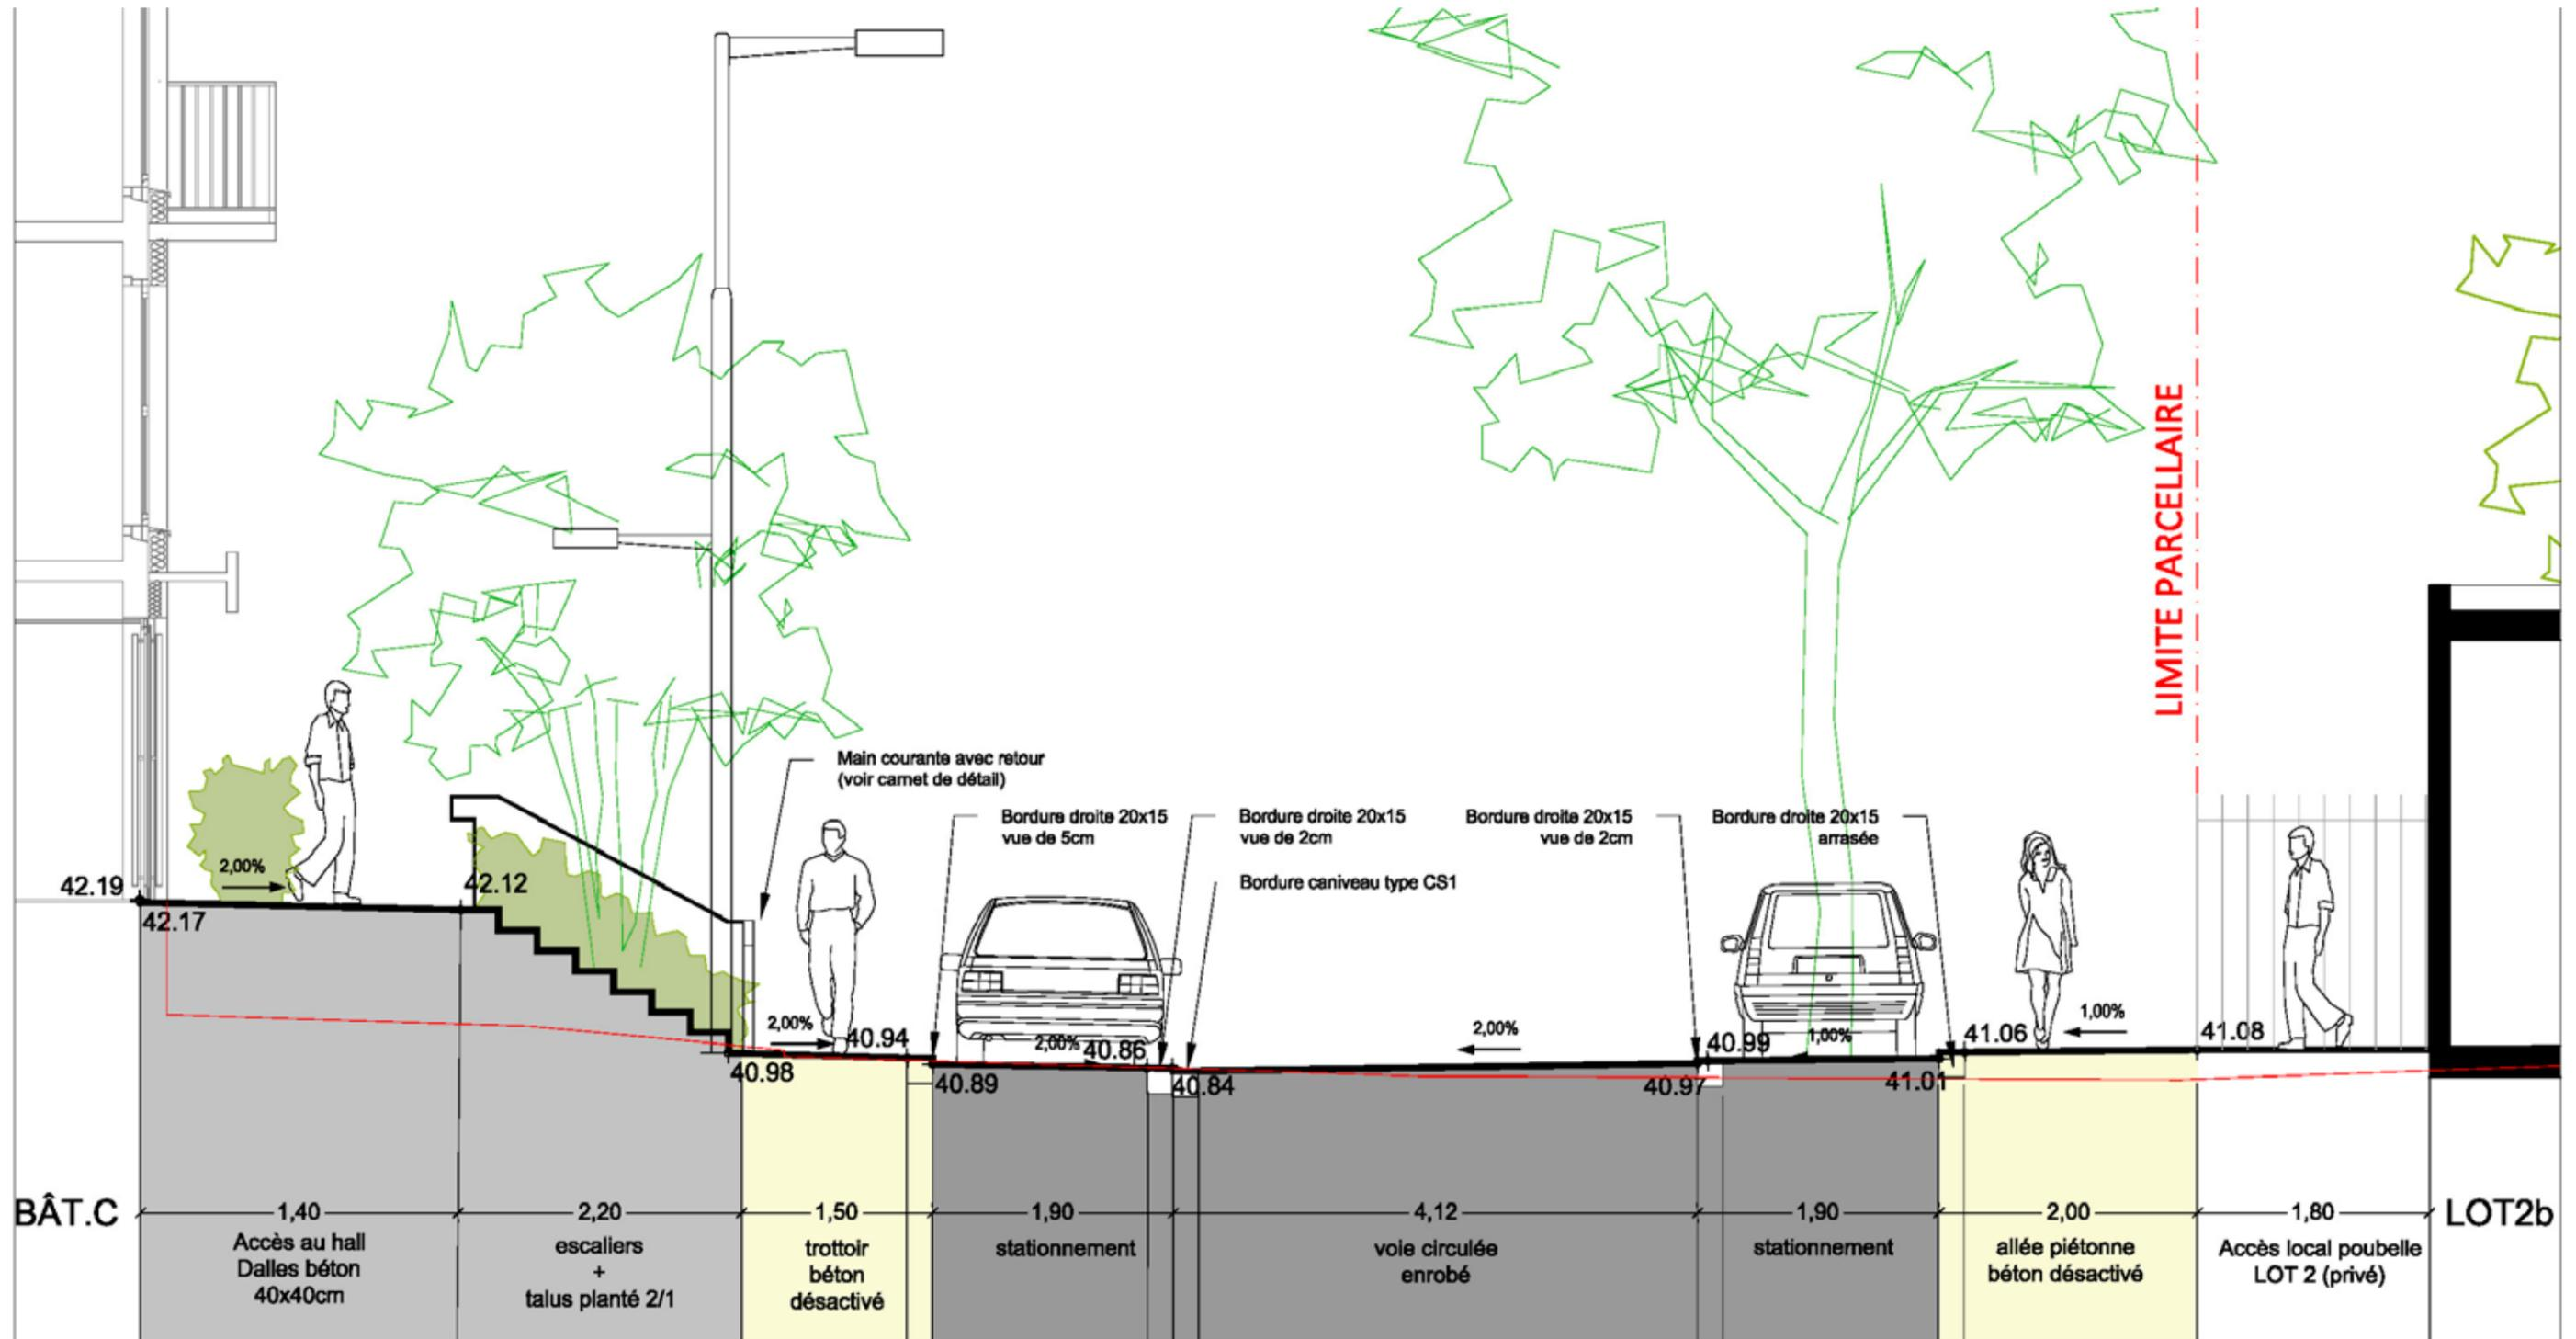 LIMITE PARCELLAIRE
Main courante avec retour
(voir carnet de détail)
Bordure droite 20x15
vue de 5cm
Bordure droite 20x15
vue de 2cm
Bordure caniveau type CS1
Bordure droite 20x15
vue de 2cm
Bordure droite 20x15
arrasée
2,00%
42.19
42.17
42.12
2,00%
40.94
40.98
40.89
2,00%
40.86
40.84
2,00%
40.97
40.99
1,00%
41.01
41.06
1,00%
41.08
BÂT.C
1,40
Accès au hall
Dalles béton
40x40cm
2,20
escaliers
+
talus planté 2/1
1,50
trottoir
béton
désactivé
1,90
stationnement
4,12
voie circulée
enrobé
1,90
stationnement
2,00
allée piétonne
béton désactivé
1,80
Accès local poubelle
LOT 2 (privé)
LOT2b